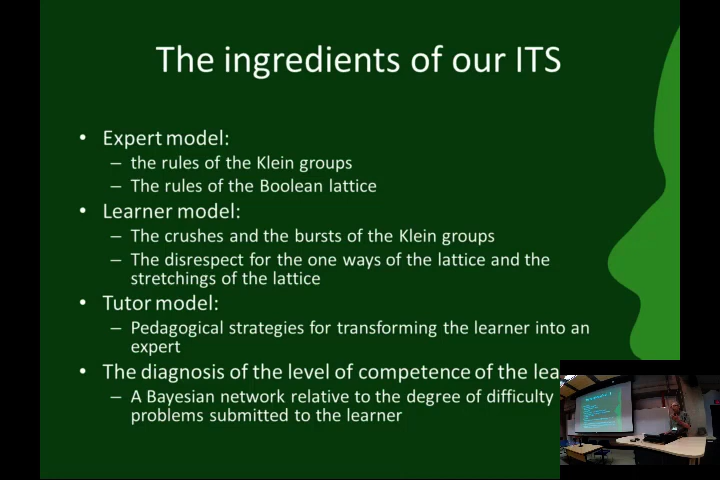 The ingredients of our ITS
• Expert model:
– the rules of the Klein groups
– The rules of the Boolean lattice
• Learner model:
– The crushes and the bursts of the Klein groups
– The disrespect for the one ways of the lattice and the
stretchings of the lattice
• Tutor model:
– Pedagogical strategies for transforming the learner into an
expert
• The diagnosis of the level of competence of the lea
– A Bayesian network relative to the degree of difficulty
problems submitted to the learner